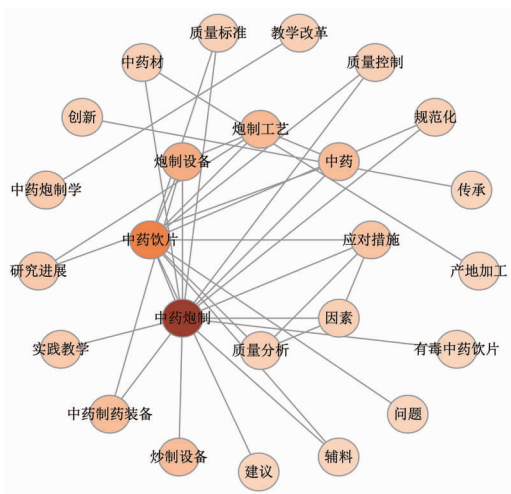 质量标准
教学改革
中药材
质量控制
创新
炮制工艺
规范化
炮制设备
中药
中药炮制学
传承
中药饮片
应对措施
研究进展
产地加工
中药炮制
因素
实践教学
质量分析
有毒中药饮片
中药制药装备
问题
炒制设备
建议
辅料